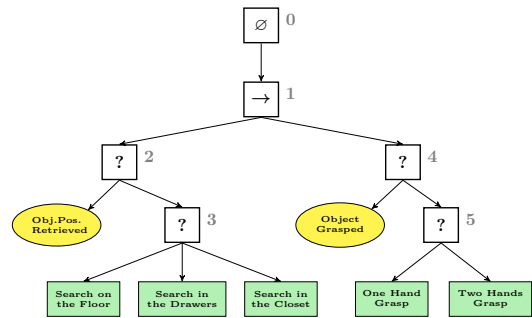 ∅ 0
→ 1
? 2
? 4
Obj.Pos.
Retrieved
? 3
Object
Grasped
? 5
Search on
the Floor
Search in
the Drawers
Search in
the Closet
One Hand
Grasp
Two Hands
Grasp